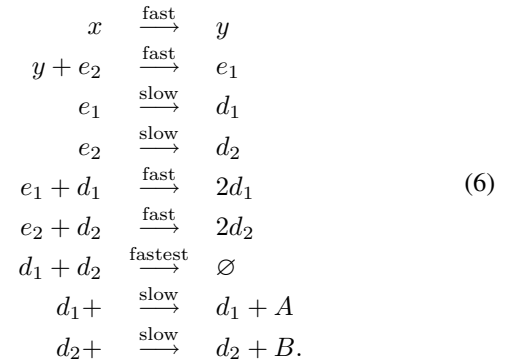 x fast⟶ y
y + e₂ fast⟶ e₁
e₁ slow⟶ d₁
e₂ slow⟶ d₂
e₁ + d₁ fast⟶ 2d₁ (6)
e₂ + d₂ fast⟶ 2d₂
d₁ + d₂ fastest⟶ ∅
d₁+ slow⟶ d₁ + A
d₂+ slow⟶ d₂ + B.